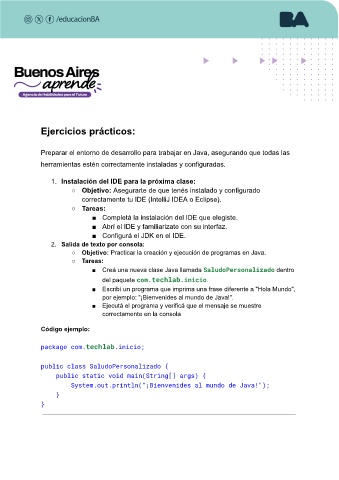 /educacionBA
BA
Buenos Aires
aprende
Agencia de Habilidades para el Futuro
Ejercicios prácticos:
Preparar el entorno de desarrollo para trabajar en Java, asegurando que todas las
herramientas estén correctamente instaladas y configuradas.
1. Instalación del IDE para la próxima clase:
○ Objetivo: Asegurarte de que tenés instalado y configurado
correctamente tu IDE (IntelliJ IDEA o Eclipse).
○ Tareas:
■ Completá la instalación del IDE que elegiste.
■ Abrí el IDE y familiarizate con su interfaz.
■ Configurá el JDK en el IDE.
2. Salida de texto por consola:
○ Objetivo: Practicar la creación y ejecución de programas en Java.
○ Tareas:
■ Creá una nueva clase Java llamada SaludoPersonalizado dentro
del paquete com.techlab.inicio.
■ Escribí un programa que imprima una frase diferente a "Hola Mundo",
por ejemplo: "¡Bienvenides al mundo de Java!".
■ Ejecutá el programa y verificá que el mensaje se muestre
correctamente en la consola
Código ejemplo:
package com.techlab.inicio;
public class SaludoPersonalizado {
public static void main(String[] args) {
System.out.println("¡Bienvenides al mundo de Java!");
}
}